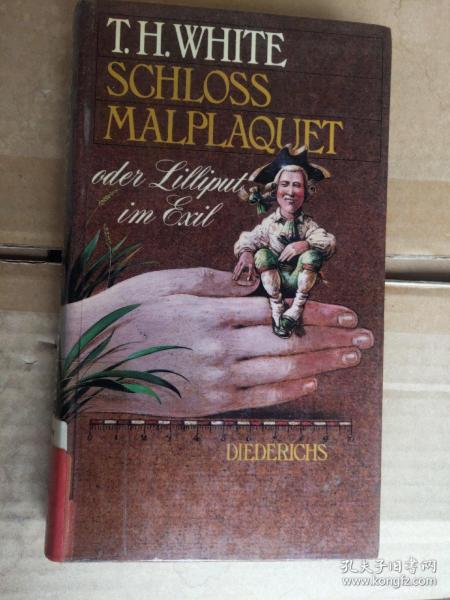 T.H.WHITE
SCHLOSS
MALPLAQUET
oder Lilliput
im Exil
DIEDERICHS
孔夫子旧书网
www.kongfz.com